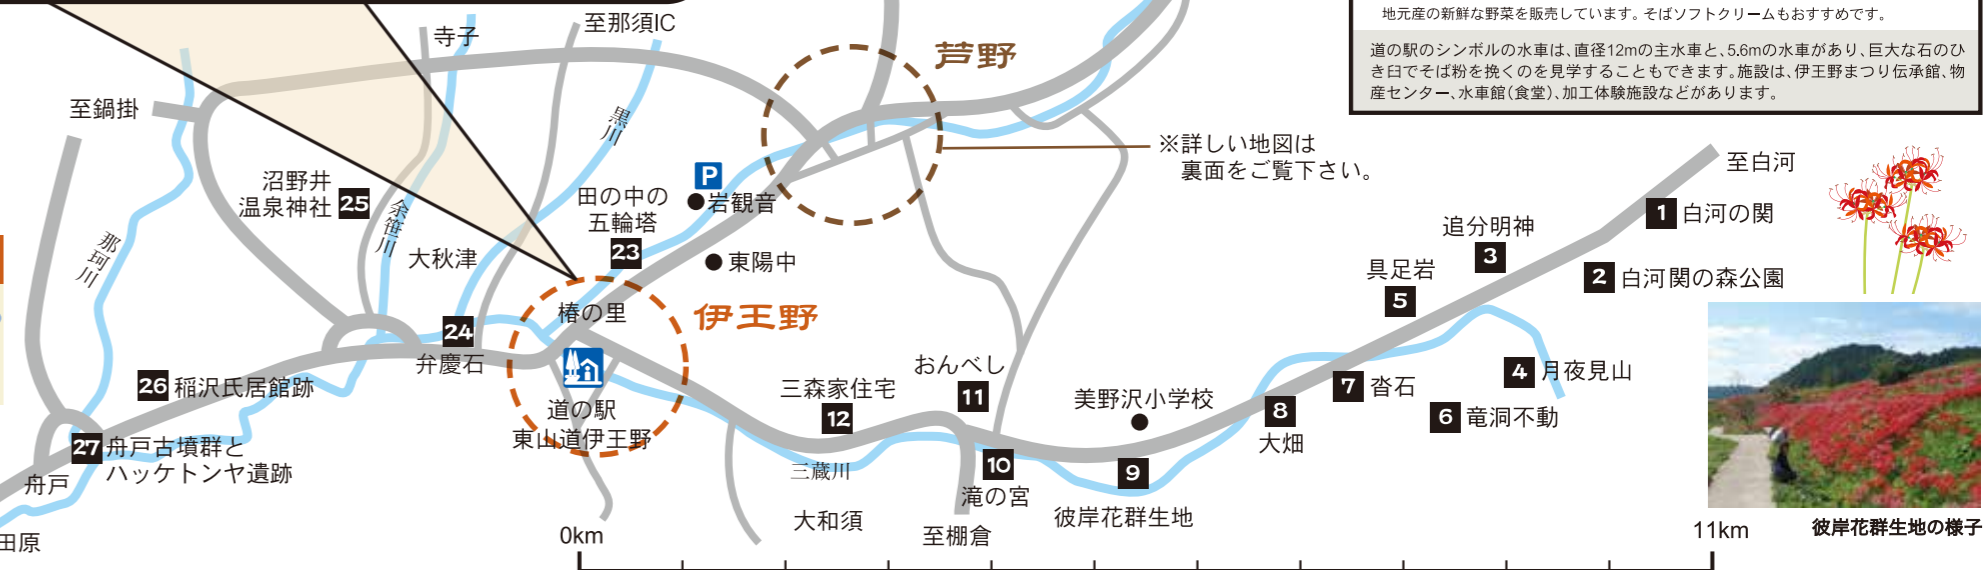 地元産の新鮮な野菜を販売しています。そばソフトクリームもおすすめです。
道の駅のシンボルの水車は、直径12mの主水車と、5.6mの水車があり、巨大な石のひ
き臼でそば粉を挽くのを見学することもできます。施設は、伊王野まつり伝承館、物
産センター、水車館(食堂)、加工体験施設などがあります。
寺子
至那須IC
芦野
至鍋掛
黒川
※詳しい地図は
裏面をご覧下さい。
至白河
沼野井
温泉神社
25
余笹川
田の中の
五輪塔
23
P
岩観音
1 白河の関
追分明神
3
那珂川
大秋津
東陽中
具足岩
5
2 白河関の森公園
椿の里
伊王野
24
弁慶石
26 稲沢氏居館跡
道の駅
東山道伊王野
三森家住宅
12
おんべし
11
美野沢小学校
8
大畑
7 沓石
4 月夜見山
6 竜洞不動
27 舟戸古墳群と
ハッケトンヤ遺跡
舟戸
三蔵川
10
滝の宮
9
彼岸花群生地
大和須
至棚倉
田原
0km
11km
彼岸花群生地の様子